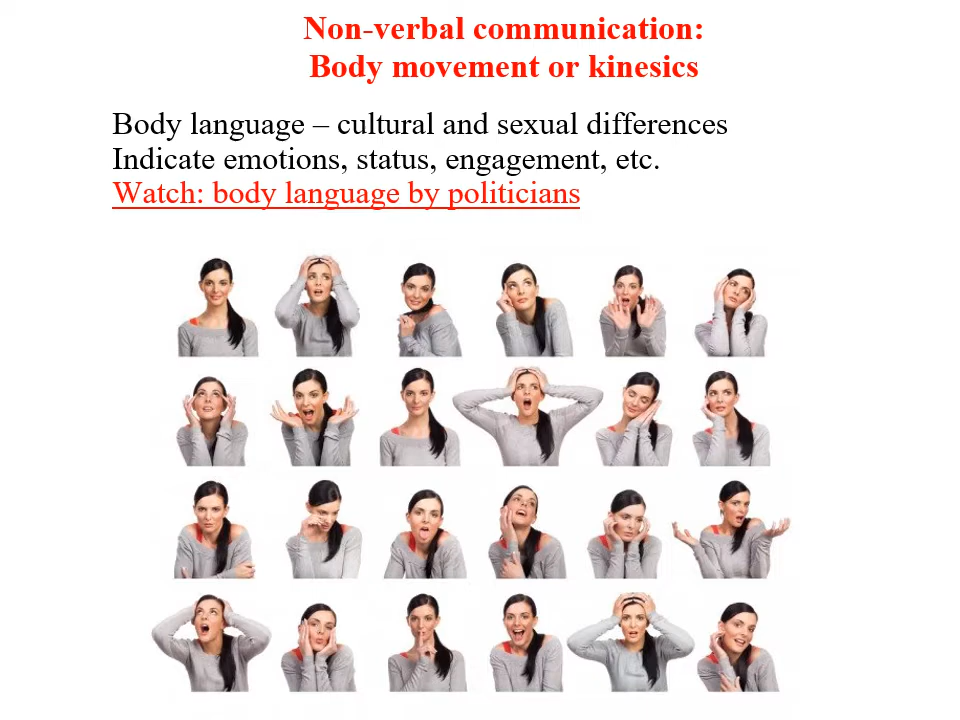 Non-verbal communication:
Body movement or kinesics
Body language – cultural and sexual differences
Indicate emotions, status, engagement, etc.
Watch: body language by politicians